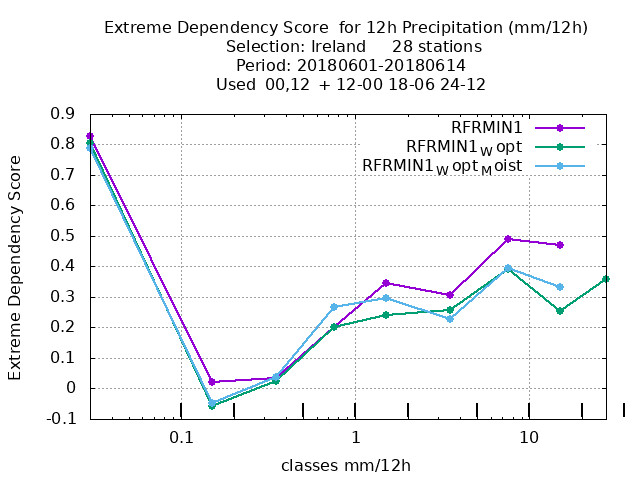 Extreme Dependency Score  for 12h Precipitation (mm/12h)
Selection: Ireland     28 stations
Period: 20180601-20180614
Used  00,12  + 12-00 18-06 24-12
RFRMIN1
RFRMIN1Wopt
RFRMIN1WoptMoist
Extreme Dependency Score
0.9
0.8
0.7
0.6
0.5
0.4
0.3
0.2
0.1
0
-0.1
0.1 1 10
classes mm/12h